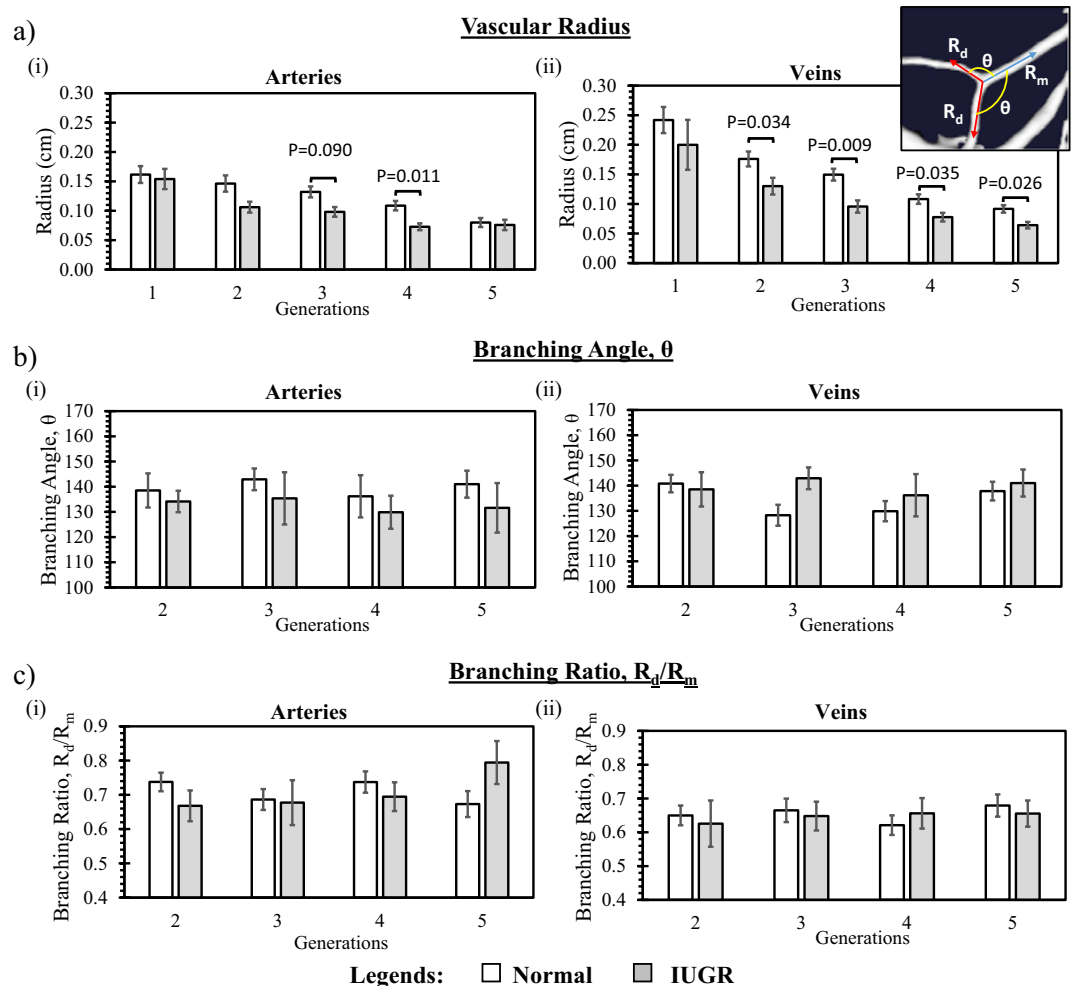 a)
Vascular Radius
(i)
Arteries
0.30
0.25
0.20
0.15
0.10
0.05
0.00
Radius (cm)
P=0.090
P=0.011
1 2 3 4 5
Generations
(ii)
Veins
0.30
0.25
0.20
0.15
0.10
0.05
0.00
Radius (cm)
P=0.034
P=0.009
P=0.035
P=0.026
1 2 3 4 5
Generations
R_d
θ
R_m
R_d
θ
b)
Branching Angle, θ
(i)
Arteries
170
160
150
140
130
120
110
100
Branching Angle, θ
2 3 4 5
Generations
(ii)
Veins
170
160
150
140
130
120
110
100
Branching Angle, θ
2 3 4 5
Generations
c)
Branching Ratio, R_d/R_m
(i)
Arteries
0.9
0.8
0.7
0.6
0.5
0.4
Branching Ratio, R_d/R_m
2 3 4 5
Generations
(ii)
Veins
0.9
0.8
0.7
0.6
0.5
0.4
Branching Ratio, R_d/R_m
2 3 4 5
Generations
Legends: Normal IUGR